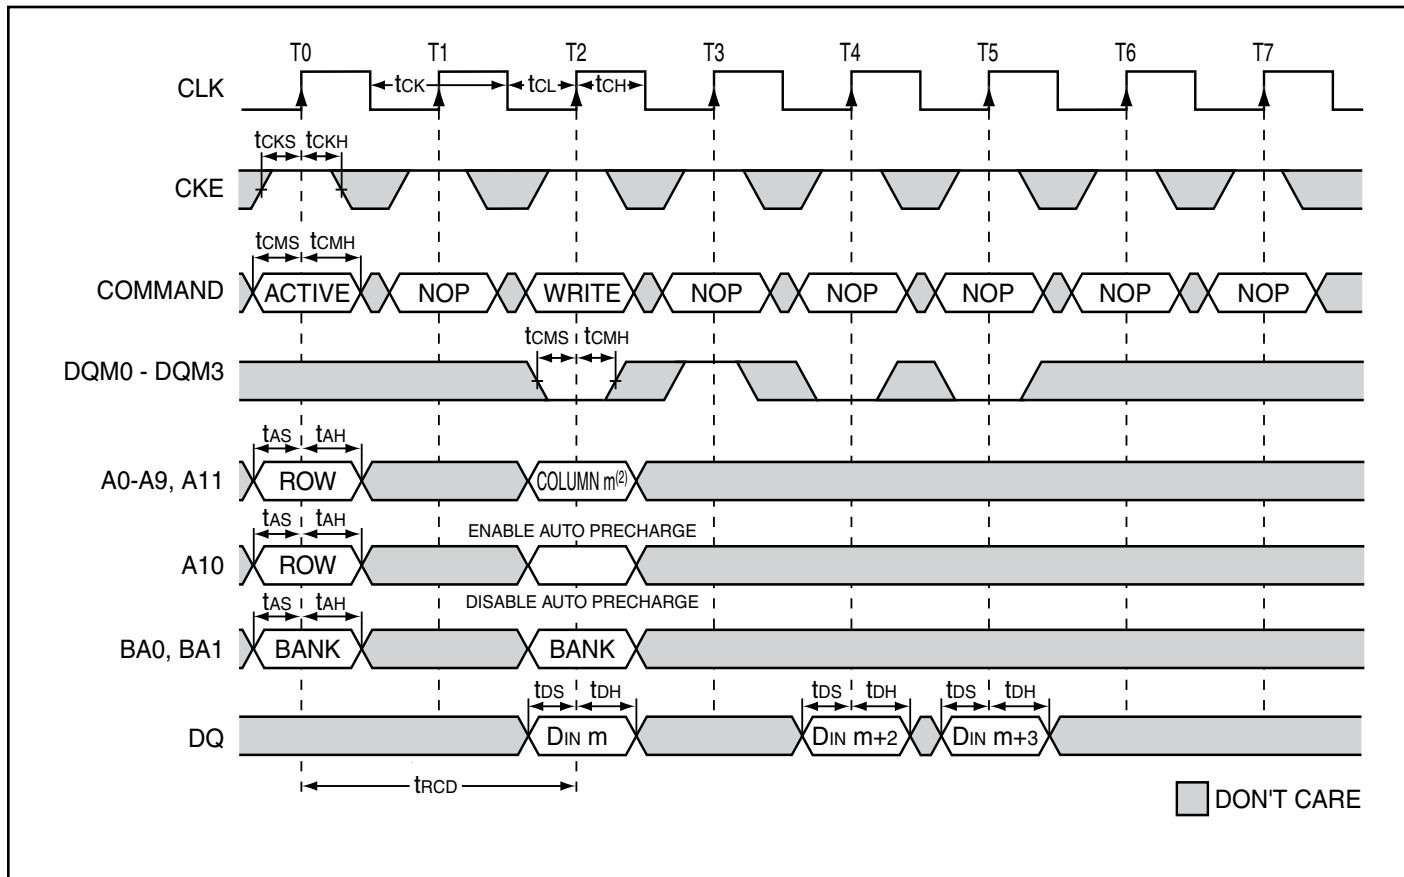 T0 T1 T2 T3 T4 T5 T6 T7
CLK tCK tCL tCH
tCKS tCKH
CKE
tCMS tCMH
COMMAND ACTIVE NOP WRITE NOP NOP NOP NOP NOP
tCMS tCMH
DQM0 - DQM3
tAS tAH
A0-A9, A11 ROW COLUMN m(2)
tAS tAH ENABLE AUTO PRECHARGE
A10 ROW
tAS tAH DISABLE AUTO PRECHARGE
BA0, BA1 BANK BANK
tDS tDH tDS tDH tDS tDH
DQ DIN m DIN m+2 DIN m+3
tRCD
DON'T CARE